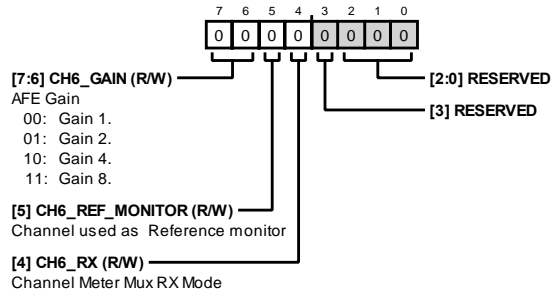 7 6 5 4 3 2 1 0
0 0 0 0 0 0 0 0
[7:6] CH6_GAIN (R/W)
AFE Gain
00: Gain 1.
01: Gain 2.
10: Gain 4.
11: Gain 8.
[5] CH6_REF_MONITOR (R/W)
Channel used as Reference monitor
[4] CH6_RX (R/W)
Channel Meter Mux RX Mode
[2:0] RESERVED
[3] RESERVED